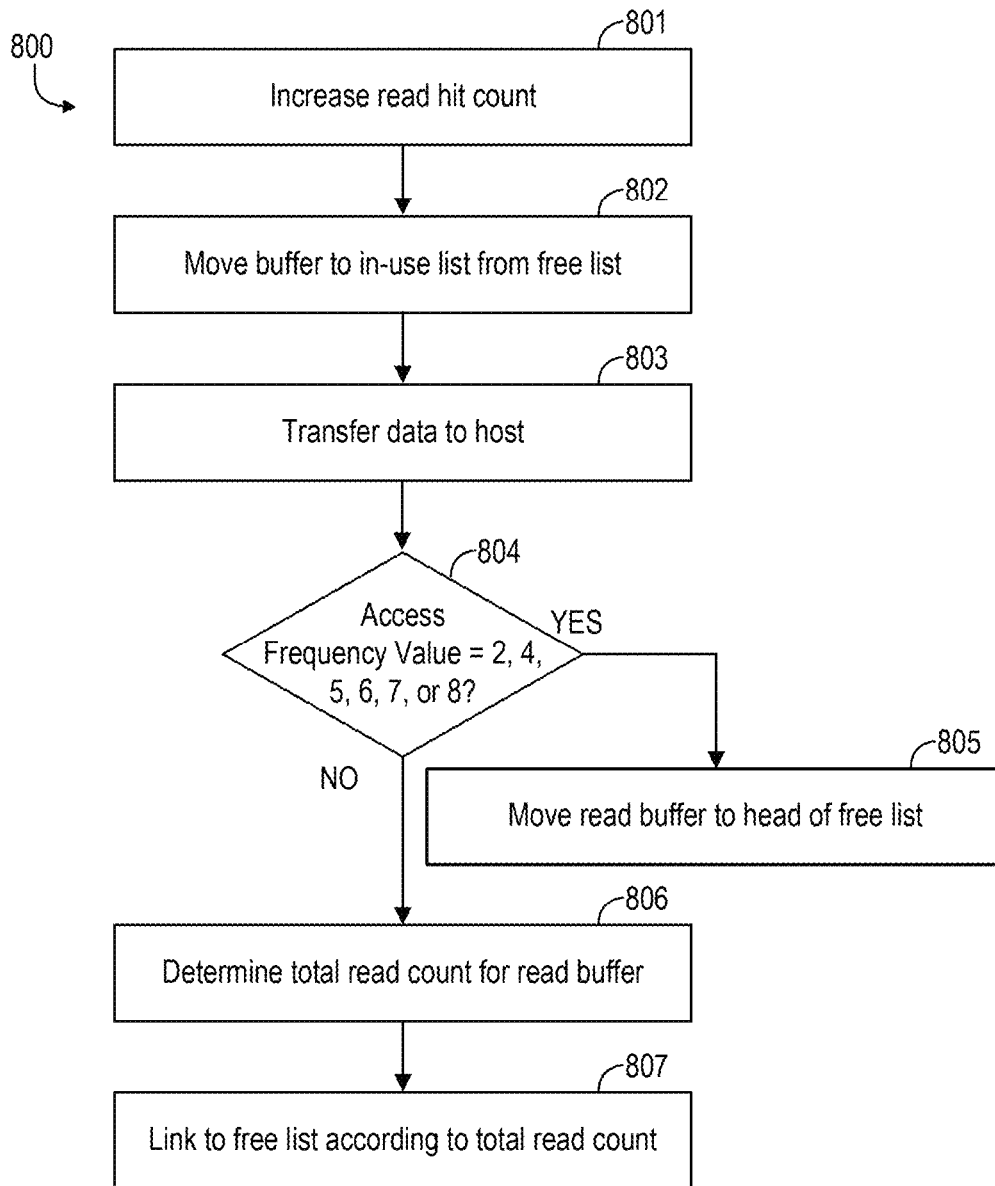 800
801
Increase read hit count
802
Move buffer to in-use list from free list
803
Transfer data to host
804
Access
Frequency Value = 2, 4,
5, 6, 7, or 8?
YES
NO
805
Move read buffer to head of free list
806
Determine total read count for read buffer
807
Link to free list according to total read count